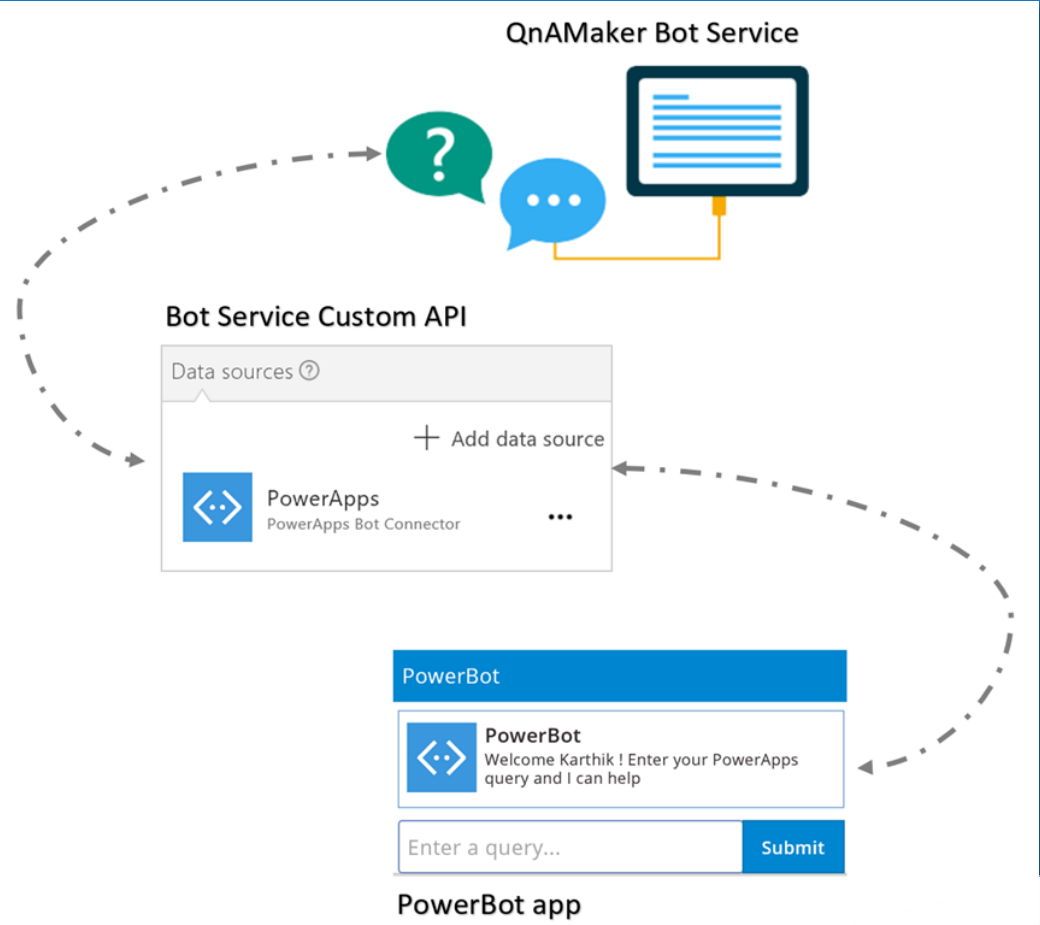 QnAMaker Bot Service
?
Bot Service Custom API
Data sources ?
+ Add data source
PowerApps
PowerApps Bot Connector
PowerBot
PowerBot
Welcome Karthik ! Enter your PowerApps
query and I can help
Enter a query...
Submit
PowerBot app